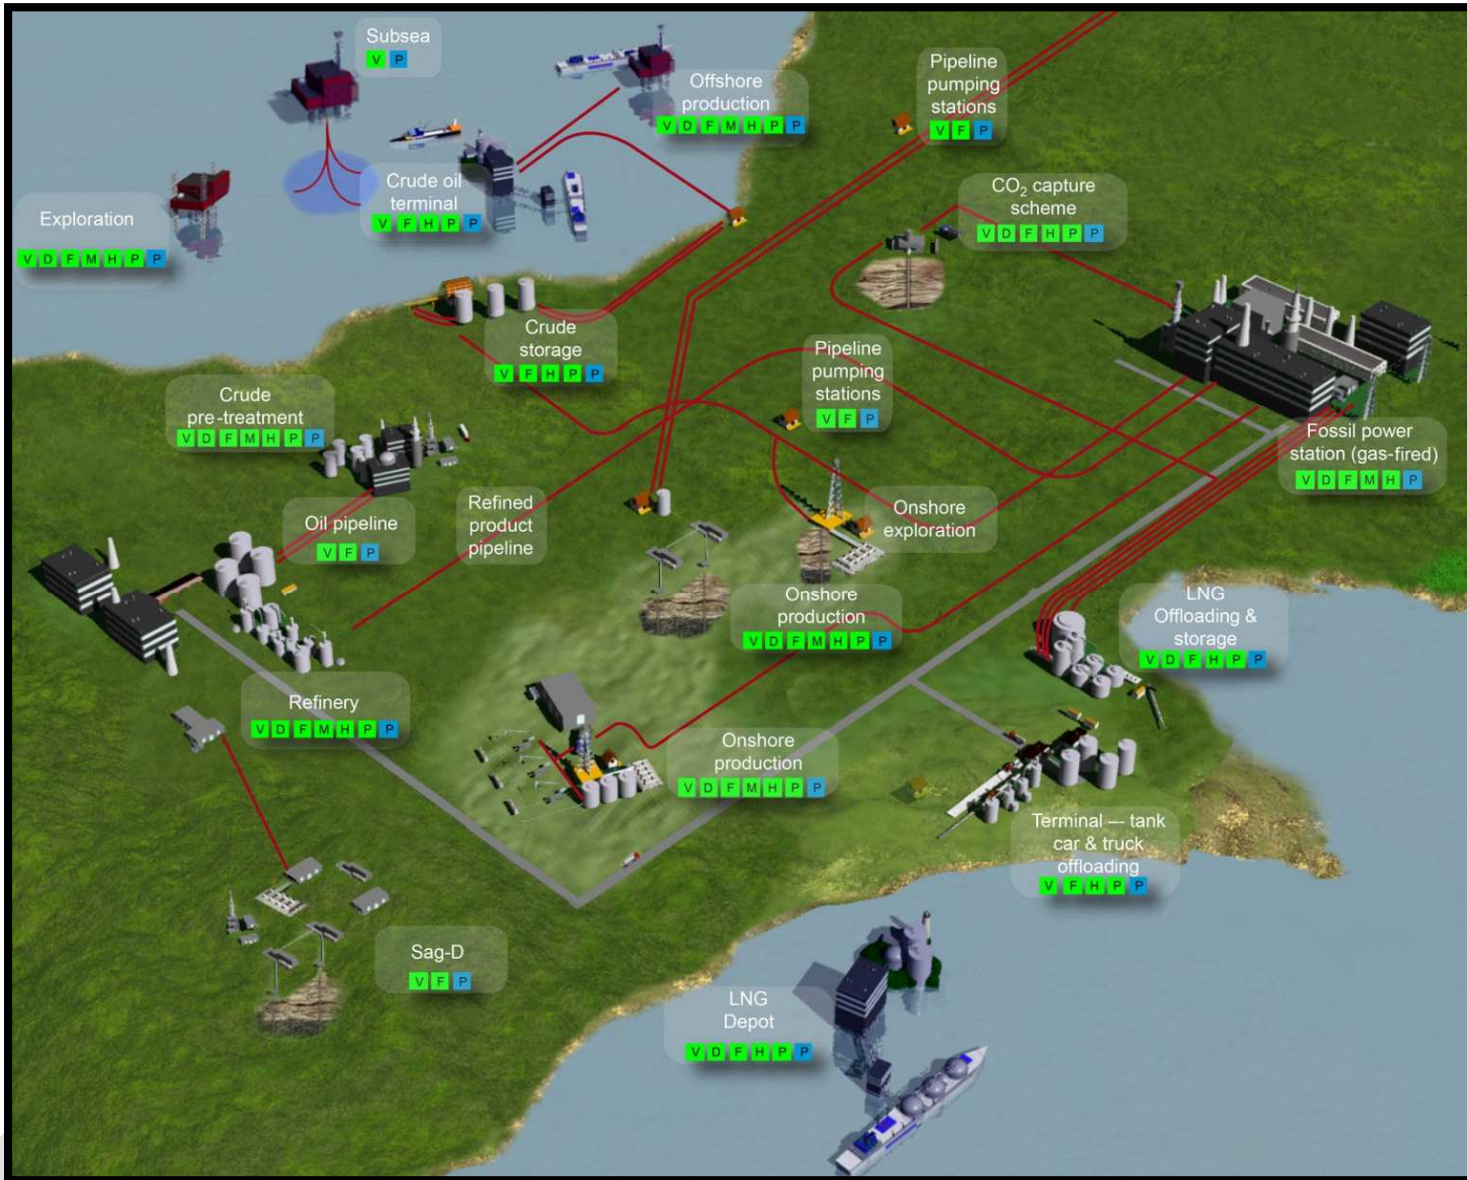 Subsea
V P
Offshore
production
V D F M H P P
Pipeline
pumping
stations
V F P
Crude oil
terminal
V F H P P
CO₂ capture
scheme
V D F H P P
Exploration
V D F M H P P
Crude
storage
V F H P P
Pipeline
pumping
stations
V F P
Crude
pre-treatment
V D F M H P P
Fossil power
station (gas-fired)
V D F M H P
Oil pipeline
V F P
Refined
product
pipeline
Onshore
exploration
Onshore
production
V D F M H P P
LNG
Offloading &
storage
V D F H P P
Refinery
V D F M H P P
Onshore
production
V D F M H P P
Terminal –- tank
car & truck
offloading
V F H P P
Sag-D
V F P
LNG
Depot
V D F H P P